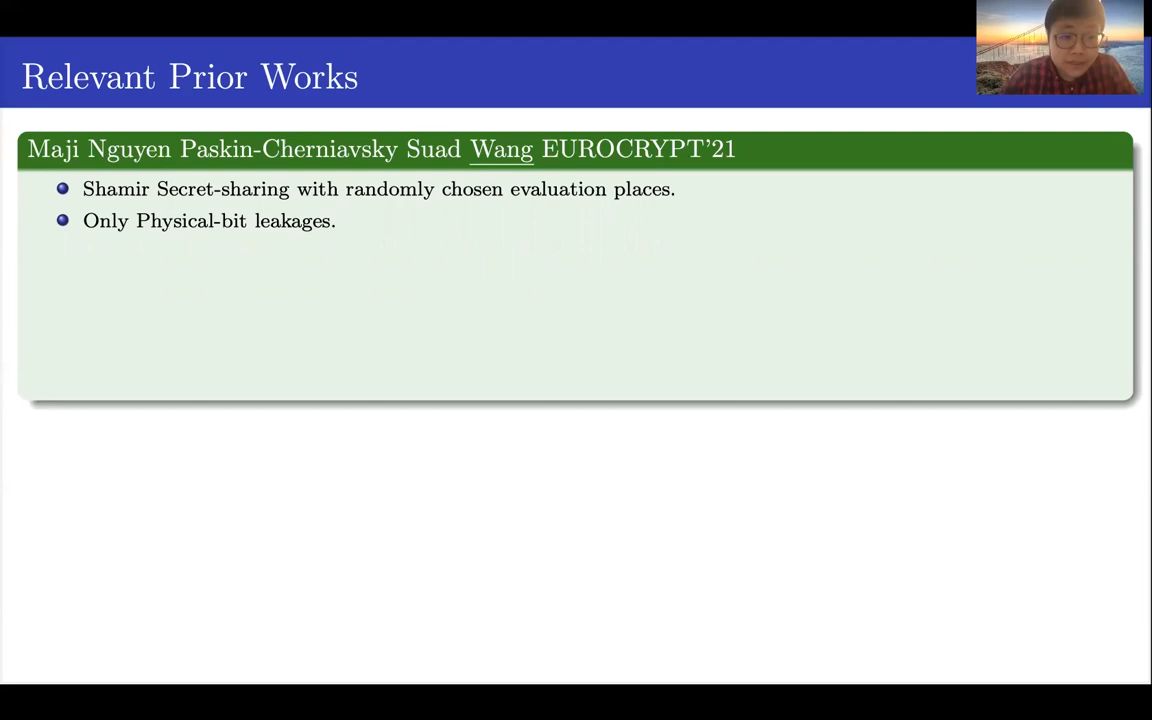 Relevant Prior Works
Maji Nguyen Paskin-Cherniavsky Suad Wang EUROCRYPT'21
Shamir Secret-sharing with randomly chosen evaluation places.
Only Physical-bit leakages.